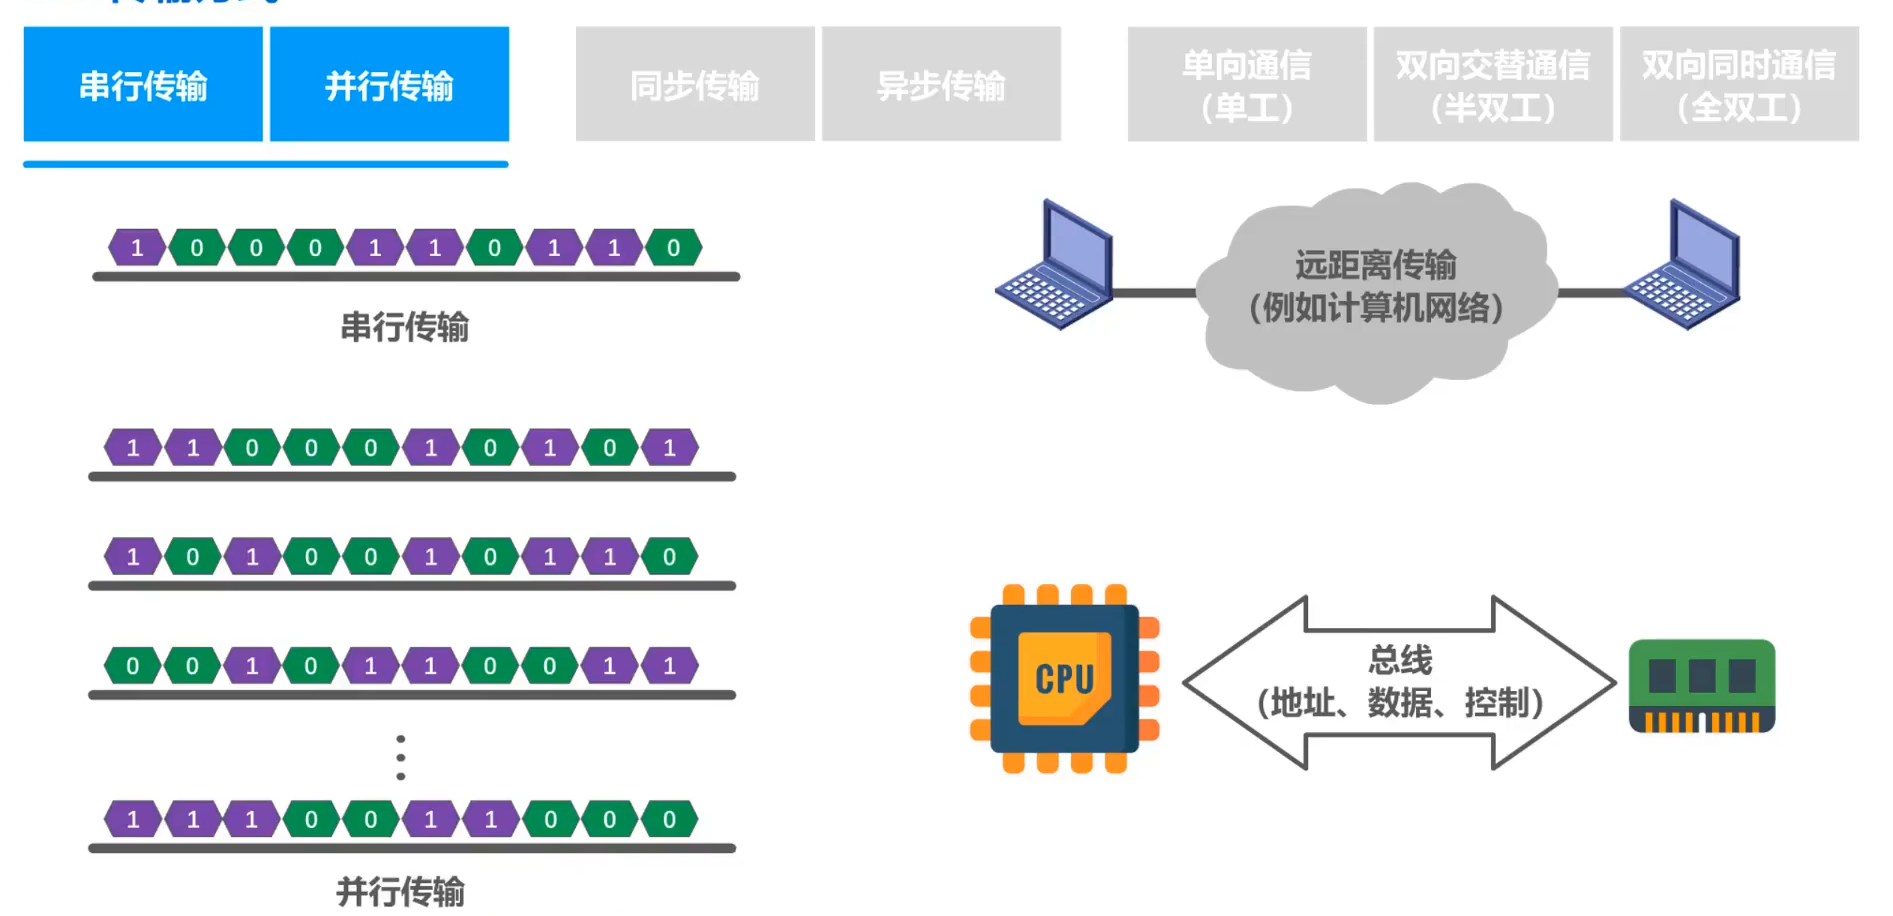 串行传输
并行传输
同步传输
异步传输
单向通信
（单工）
双向交替通信
（半双工）
双向同时通信
（全双工）
1 0 0 0 1 1 0 1 1 0
串行传输
远距离传输
（例如计算机网络）
1 1 0 0 0 1 0 1 0 1
1 0 1 0 0 1 0 1 1 0
0 0 1 0 1 1 0 0 1 1
1 1 1 0 0 1 1 0 0 0
并行传输
CPU
总线
（地址、数据、控制）